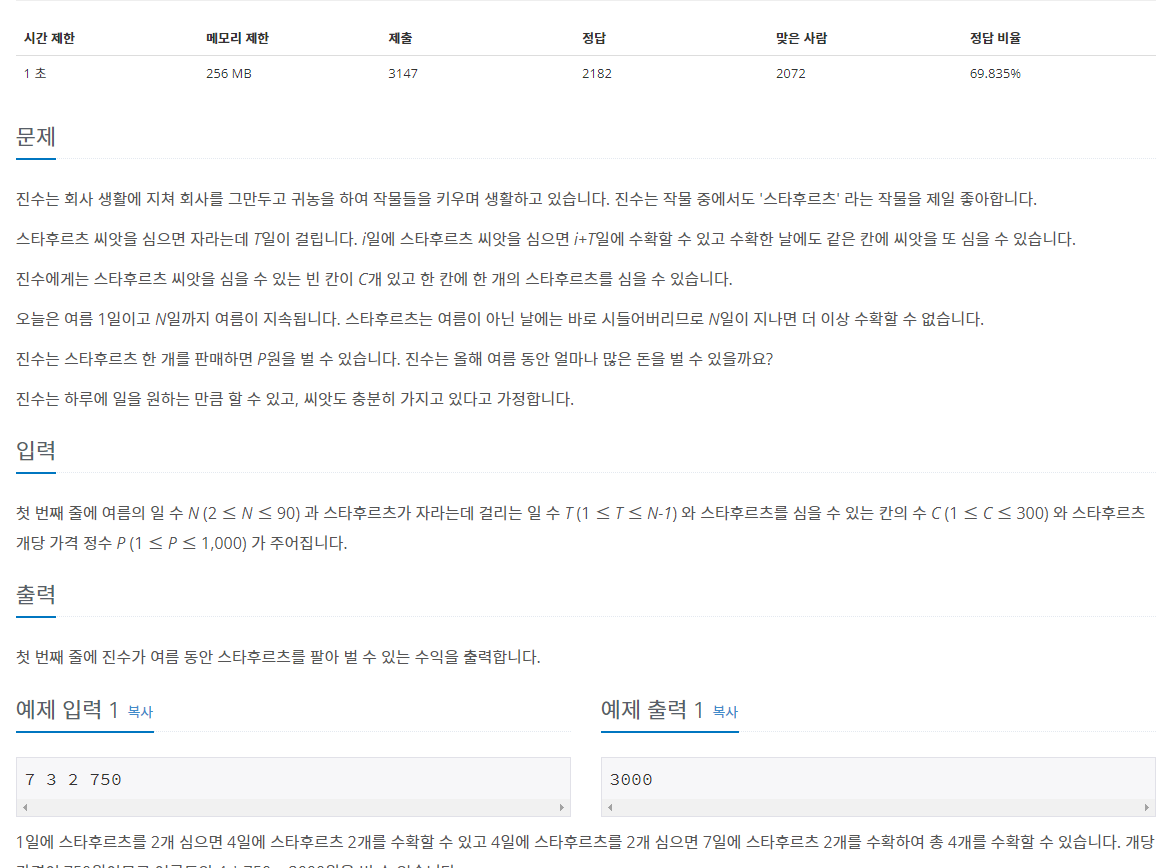 시간 제한 메모리 제한 제출 정답 맞은 사람 정답 비율
1 초 256 MB 3147 2182 2072 69.835%
문제
진수는 회사 생활에 지쳐 회사를 그만두고 귀농을 하여 작물들을 키우며 생활하고 있습니다. 진수는 작물 중에서도 '스타후르츠' 라는 작물을 제일 좋아합니다.
스타후르츠 씨앗을 심으면 자라는데 T일이 걸립니다. i일에 스타후르츠 씨앗을 심으면 i+T일에 수확할 수 있고 수확한 날에도 같은 칸에 씨앗을 또 심을 수 있습니다.
진수에게는 스타후르츠 씨앗을 심을 수 있는 빈 칸이 C개 있고 한 칸에 한 개의 스타후르츠를 심을 수 있습니다.
오늘은 여름 1일이고 N일까지 여름이 지속됩니다. 스타후르츠는 여름이 아닌 날에는 바로 시들어버리므로 N일이 지나면 더 이상 수확할 수 없습니다.
진수는 스타후르츠 한 개를 판매하면 P원을 벌 수 있습니다. 진수는 올해 여름 동안 얼마나 많은 돈을 벌 수 있을까요?
진수는 하루에 일을 원하는 만큼 할 수 있고, 씨앗도 충분히 가지고 있다고 가정합니다.
입력
첫 번째 줄에 여름의 일 수 N (2 ≤ N ≤ 90) 과 스타후르츠가 자라는데 걸리는 일 수 T (1 ≤ T ≤ N-1) 와 스타후르츠를 심을 수 있는 칸의 수 C (1 ≤ C ≤ 300) 와 스타후르츠
개당 가격 정수 P (1 ≤ P ≤ 1,000) 가 주어집니다.
출력
첫 번째 줄에 진수가 여름 동안 스타후르츠를 팔아 벌 수 있는 수익을 출력합니다.
예제 입력 1 복사
예제 출력 1 복사
7 3 2 750
3000
1일에 스타후르츠를 2개 심으면 4일에 스타후르츠 2개를 수확할 수 있고 4일에 스타후르츠를 2개 심으면 7일에 스타후르츠 2개를 수확하여 총 4개를 수확할 수 있습니다. 개당